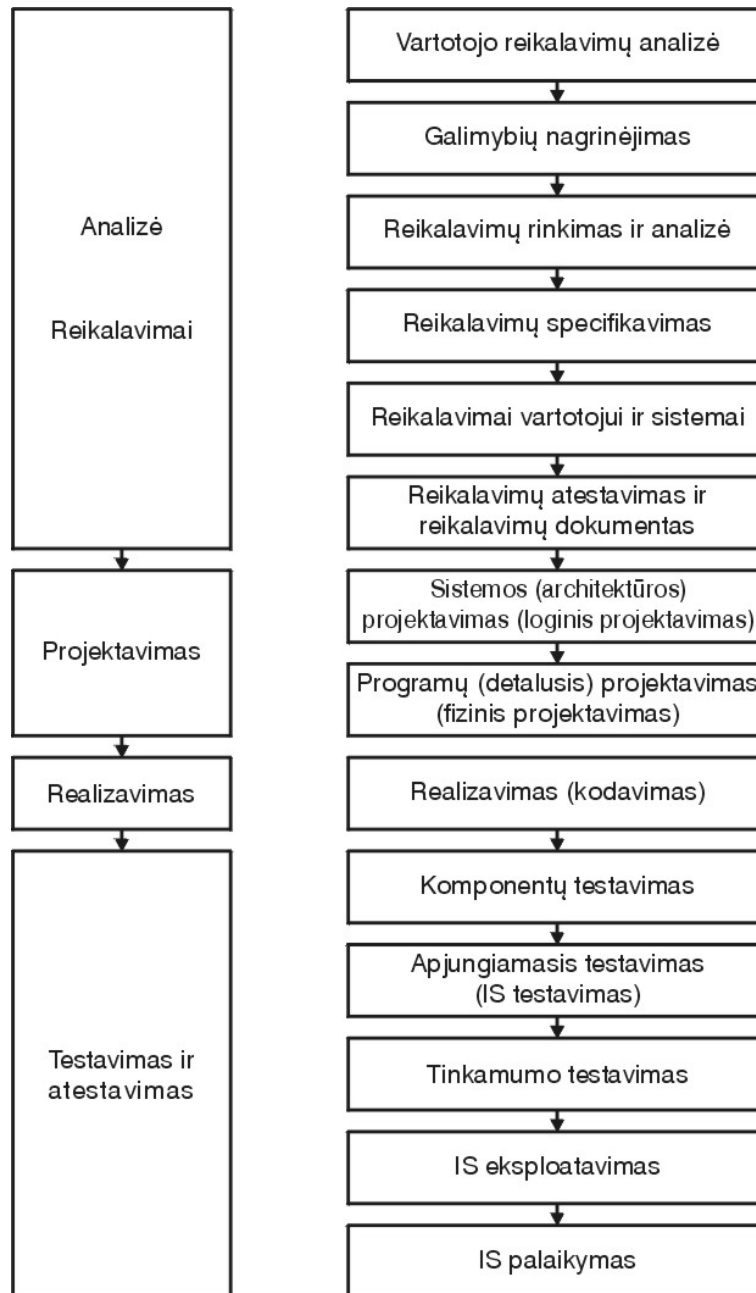 Analizė
Reikalavimai
Projektavimas
Realizavimas
Testavimas ir
atestavimas
Vartotojo reikalavimų analizė
Galimybių nagrinėjimas
Reikalavimų rinkimas ir analizė
Reikalavimų specifikavimas
Reikalavimai vartotojui ir sistemai
Reikalavimų atestavimas ir
reikalavimų dokumentas
Sistemos (architektūros)
projektavimas (loginis projektavimas)
Programų (detalusis) projektavimas
(fizinis projektavimas)
Realizavimas (kodavimas)
Komponentų testavimas
Apjungiamasis testavimas
(IS testavimas)
Tinkamumo testavimas
IS eksploatavimas
IS palaikymas